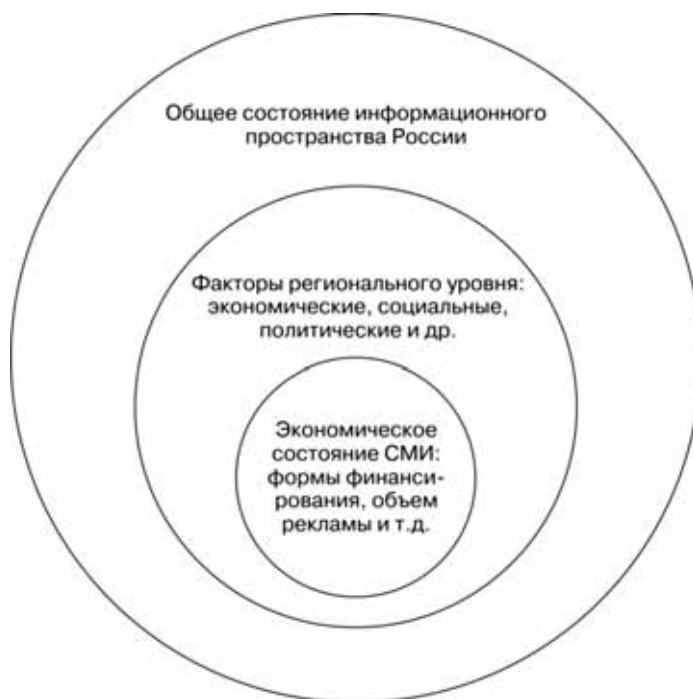 Общее состояние информационного
пространства России
Факторы регионального уровня:
экономические, социальные,
политические и др.
Экономическое
состояние СМИ:
формы финанси-
рования, объем
рекламы и т.д.